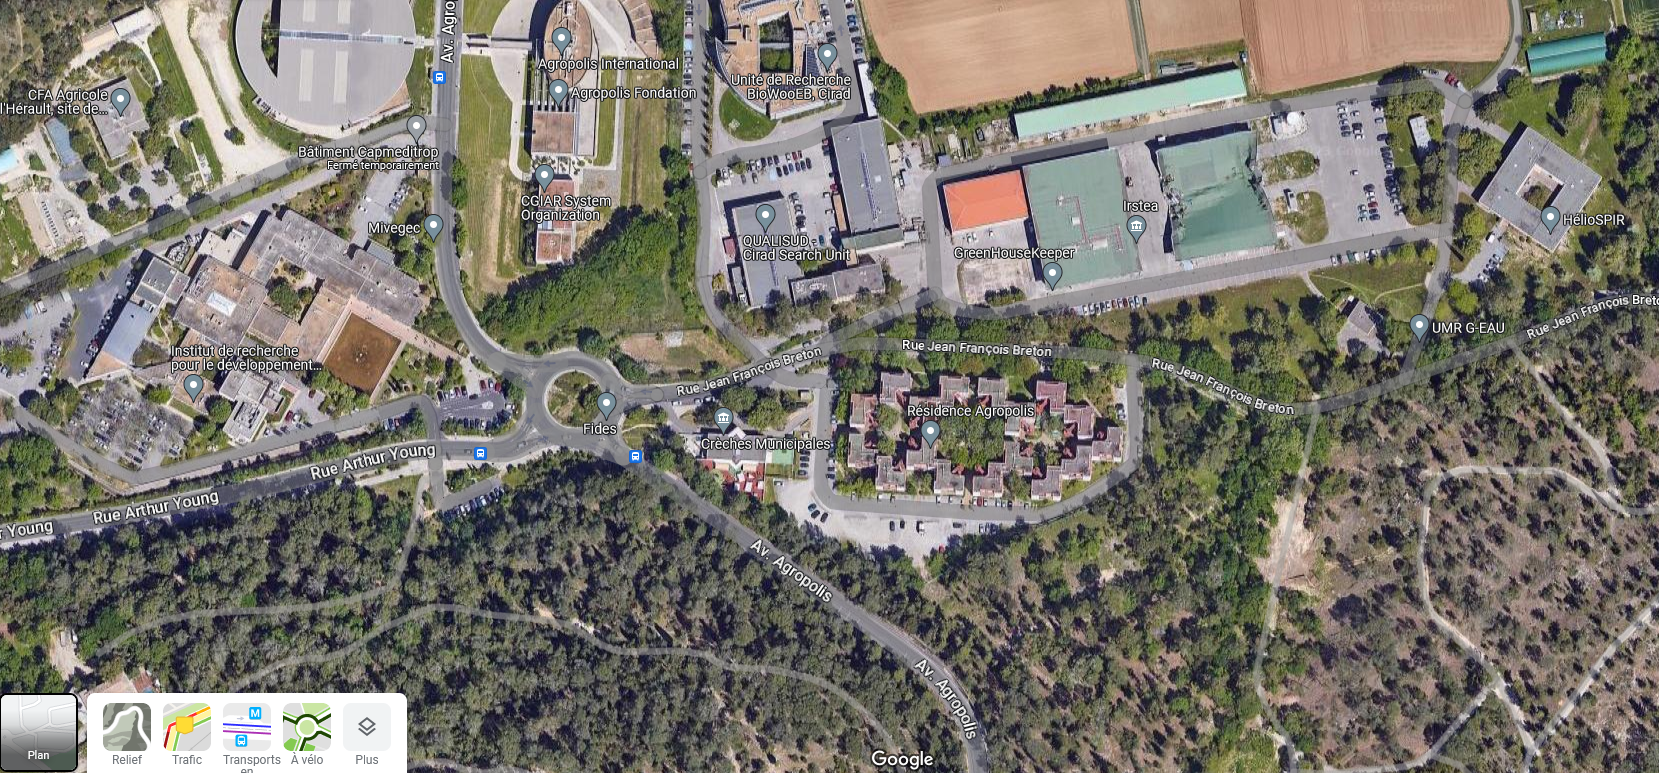 Av. Agro
Agropolis International
Agropolis Fondation
Unité de Recherche
BioWooEB, Cirad
CFA Agricole
l'Hérault, site de...
Bâtiment Capmeditrop
Fermé temporairement
CGIAR System
Organization
Mivegec
QUALISUD -
Cirad Search Unit
Irstea
GreenHouseKeeper
HélioSPIR
UMR G-EAU
Rue Jean François Breto
Institut de recherche
pour le développement...
Rue Jean François Breton
Rue Jean François Breton
Rue Jean François Breton
Fides
Crèches Municipales
Résidence Agropolis
Rue Arthur Young
Rue Arthur Young
r Young
Av. Agropolis
Av. Agropolis
Plan
Relief
Trafic
M
Transports
en
À vélo
Plus
Google